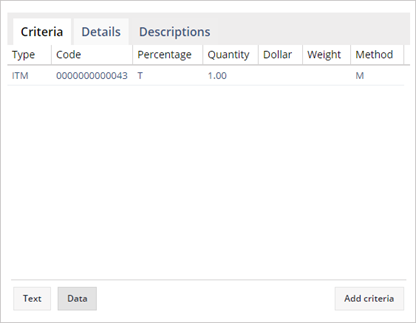 Criteria Details Descriptions
Type Code Percentage Quantity Dollar Weight Method
ITM 0000000000043 T 1.00 M
Text Data Add criteria